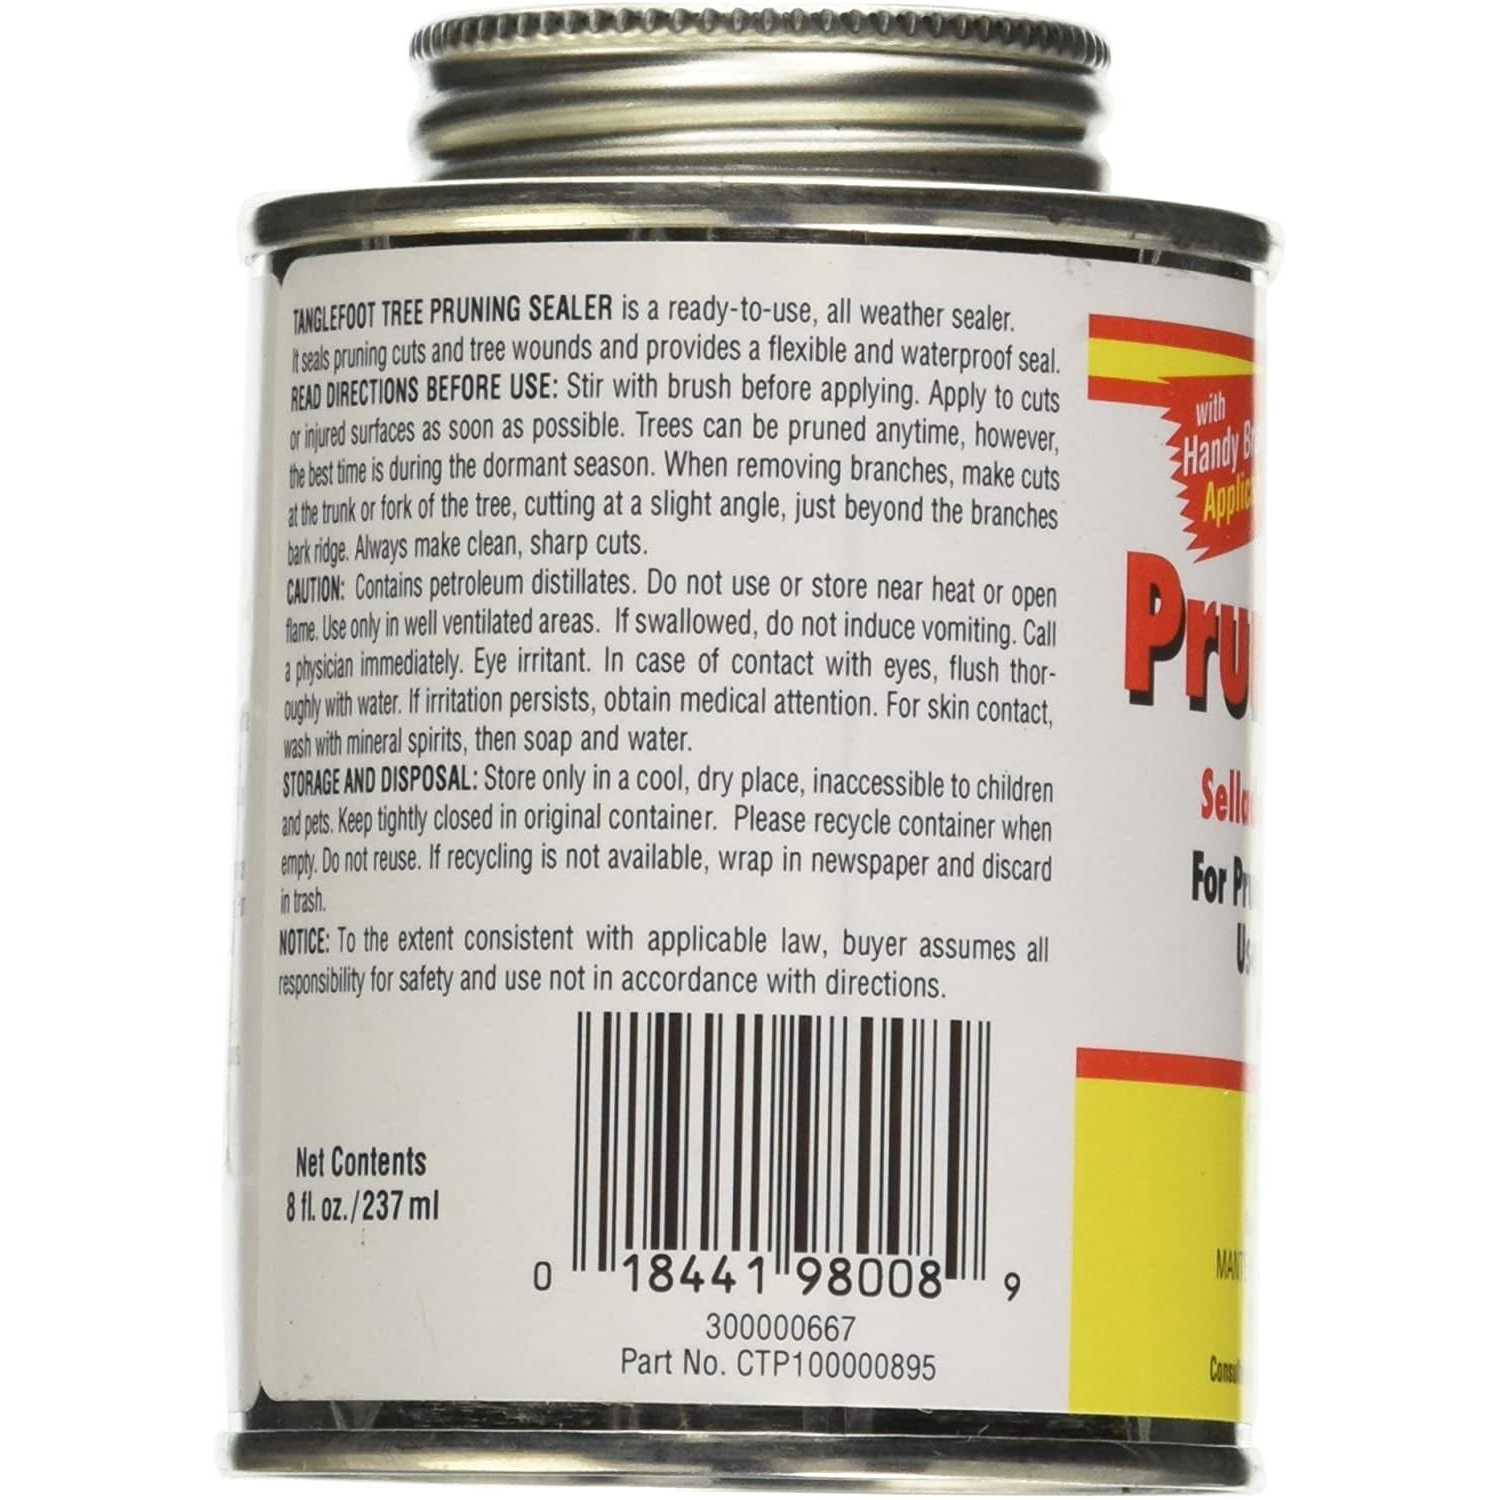 TANGLEFOOT TREE PRUNING SEALER is a ready-to-use, all weather sealer.
It seals pruning cuts and tree wounds and provides a flexible and waterproof seal.
READ DIRECTIONS BEFORE USE: Stir with brush before applying. Apply to cuts
or injured surfaces as soon as possible. Trees can be pruned anytime, however,
the best time is during the dormant season. When removing branches, make cuts
at the trunk or fork of the tree, cutting at a slight angle, just beyond the branches
bark ridge. Always make clean, sharp cuts.
CAUTION: Contains petroleum distillates. Do not use or store near heat or open
flame. Use only in well ventilated areas. If swallowed, do not induce vomiting. Call
a physician immediately. Eye irritant. In case of contact with eyes, flush thor-
oughly with water. If irritation persists, obtain medical attention. For skin contact,
wash with mineral spirits, then soap and water.
STORAGE AND DISPOSAL: Store only in a cool, dry place, inaccessible to children
and pets. Keep tightly closed in original container. Please recycle container when
empty. Do not reuse. If recycling is not available, wrap in newspaper and discard
in trash.
NOTICE: To the extent consistent with applicable law, buyer assumes all
responsibility for safety and use not in accordance with directions.
Net Contents
8 fl. oz./237 ml
0 18441 98008 9
300000667
Part No. CTP100000895
with
Handy
For